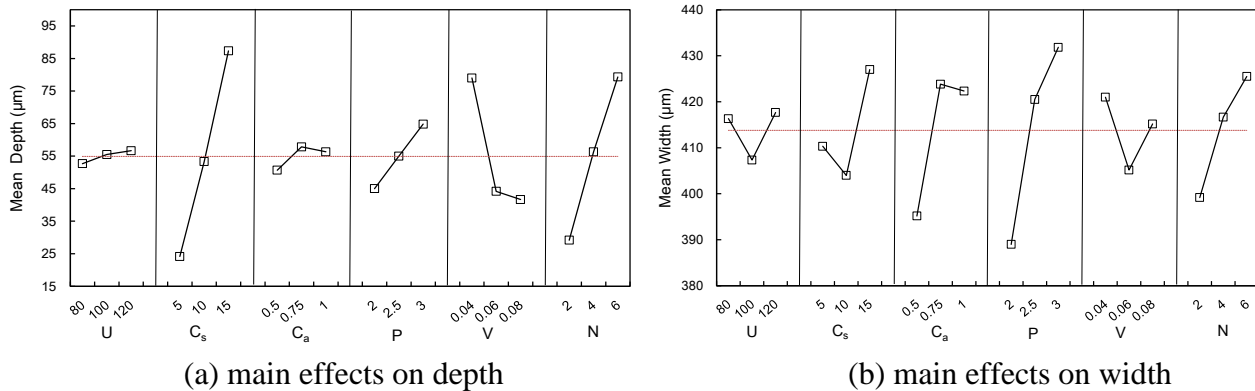 95
85
75
65
55
45
35
25
15
Mean Depth (µm)
80 100 120 5 10 15 0.5 0.75 1 2 2.5 3 0.04 0.06 0.08 2 4 6
U Cs Ca P V N
(a) main effects on depth
440
430
420
410
400
390
380
Mean Width (µm)
80 100 120 5 10 15 0.5 0.75 1 2 2.5 3 0.04 0.06 0.08 2 4 6
U Cs Ca P V N
(b) main effects on width